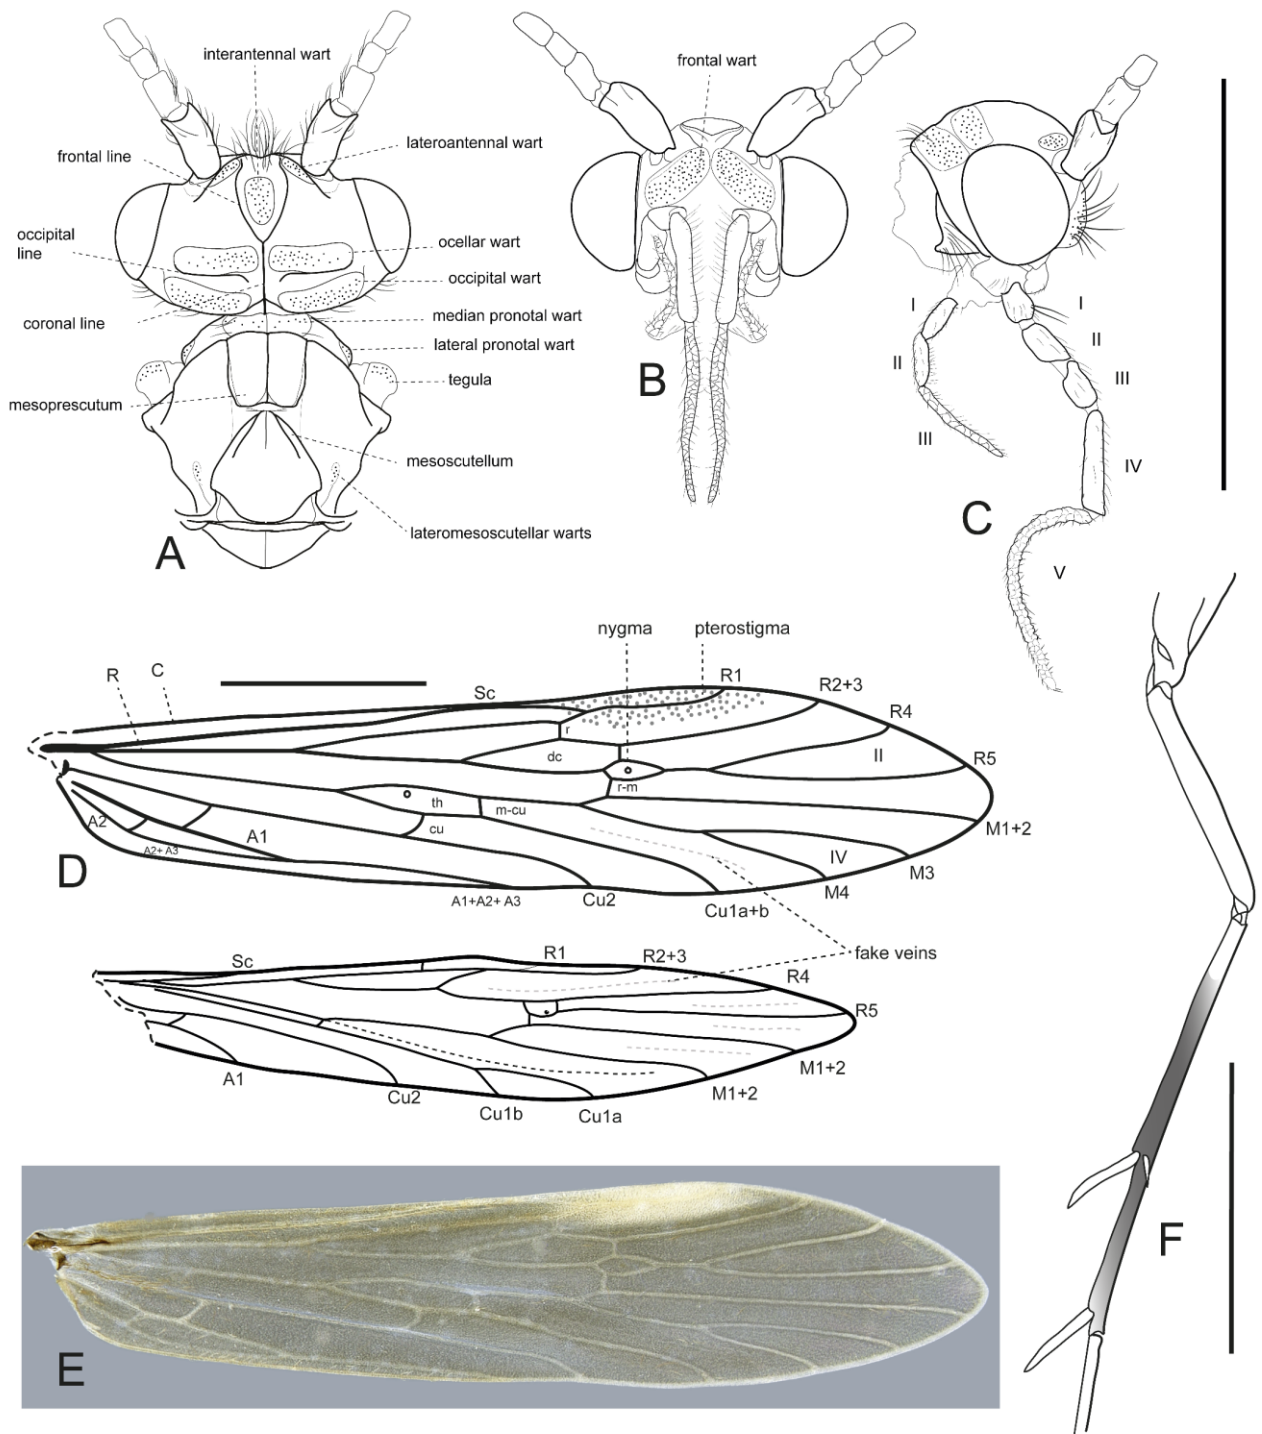 interantennal wart
frontal line
lateroantennal wart
occipital
line
ocellar wart
occipital wart
coronal line
median pronotal wart
lateral pronotal wart
tegula
mesoprescutum
mesoscutellum
lateromesoscutellar warts
A
frontal wart
B
I
II
III
I
II
III
IV
V
C
nygma
pterostigma
R
C
Sc
R1
R2+3
R4
R5
r
dc
II
r-m
th
m-cu
cu
A2
A2+ A3
A1
IV
M1+2
M3
M4
Cu1a+b
Cu2
A1+A2+ A3
D
fake veins
Sc
R1
R2+3
R4
R5
M1+2
M1+2
Cu1a
Cu1b
Cu2
A1
E
F